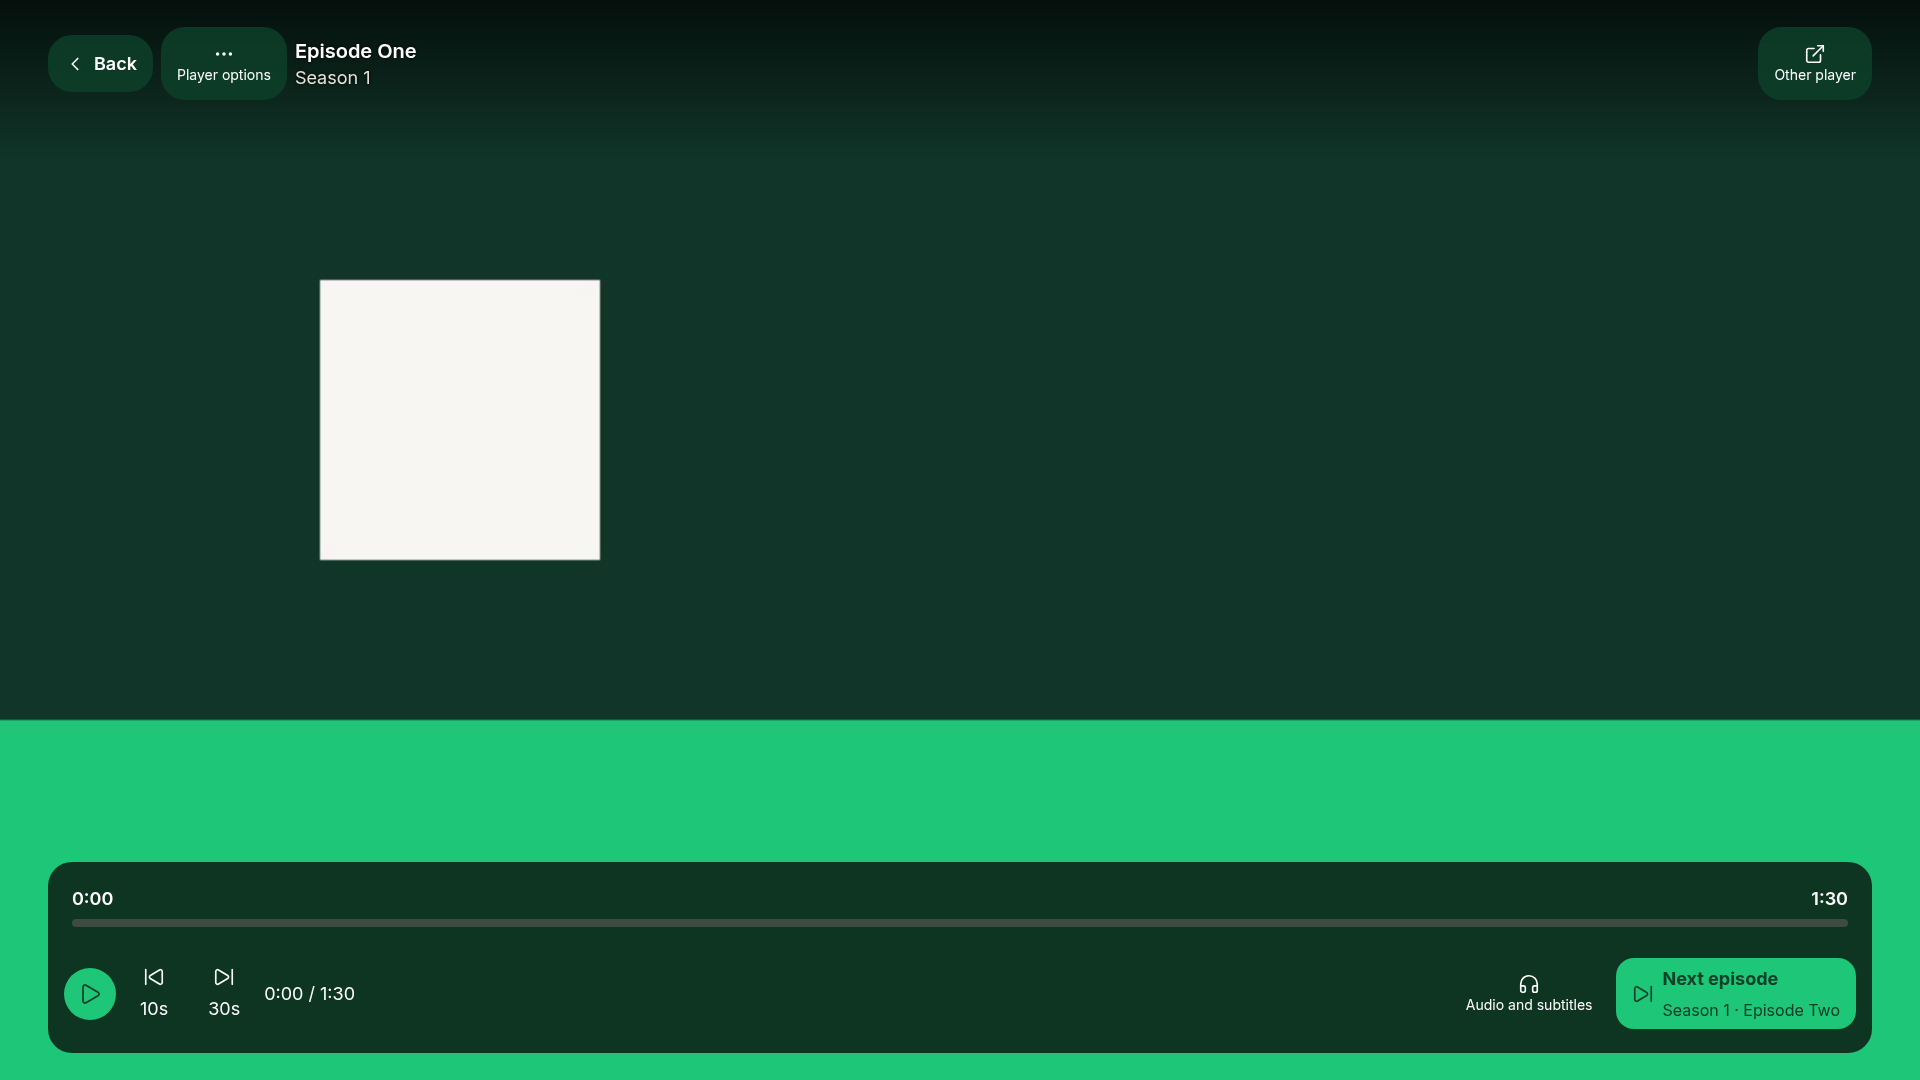 Back
Player options
Episode One
Season 1
Other player
0:00
1:30
10s
30s
0:00 / 1:30
Audio and subtitles
Next episode
Season 1 · Episode Two